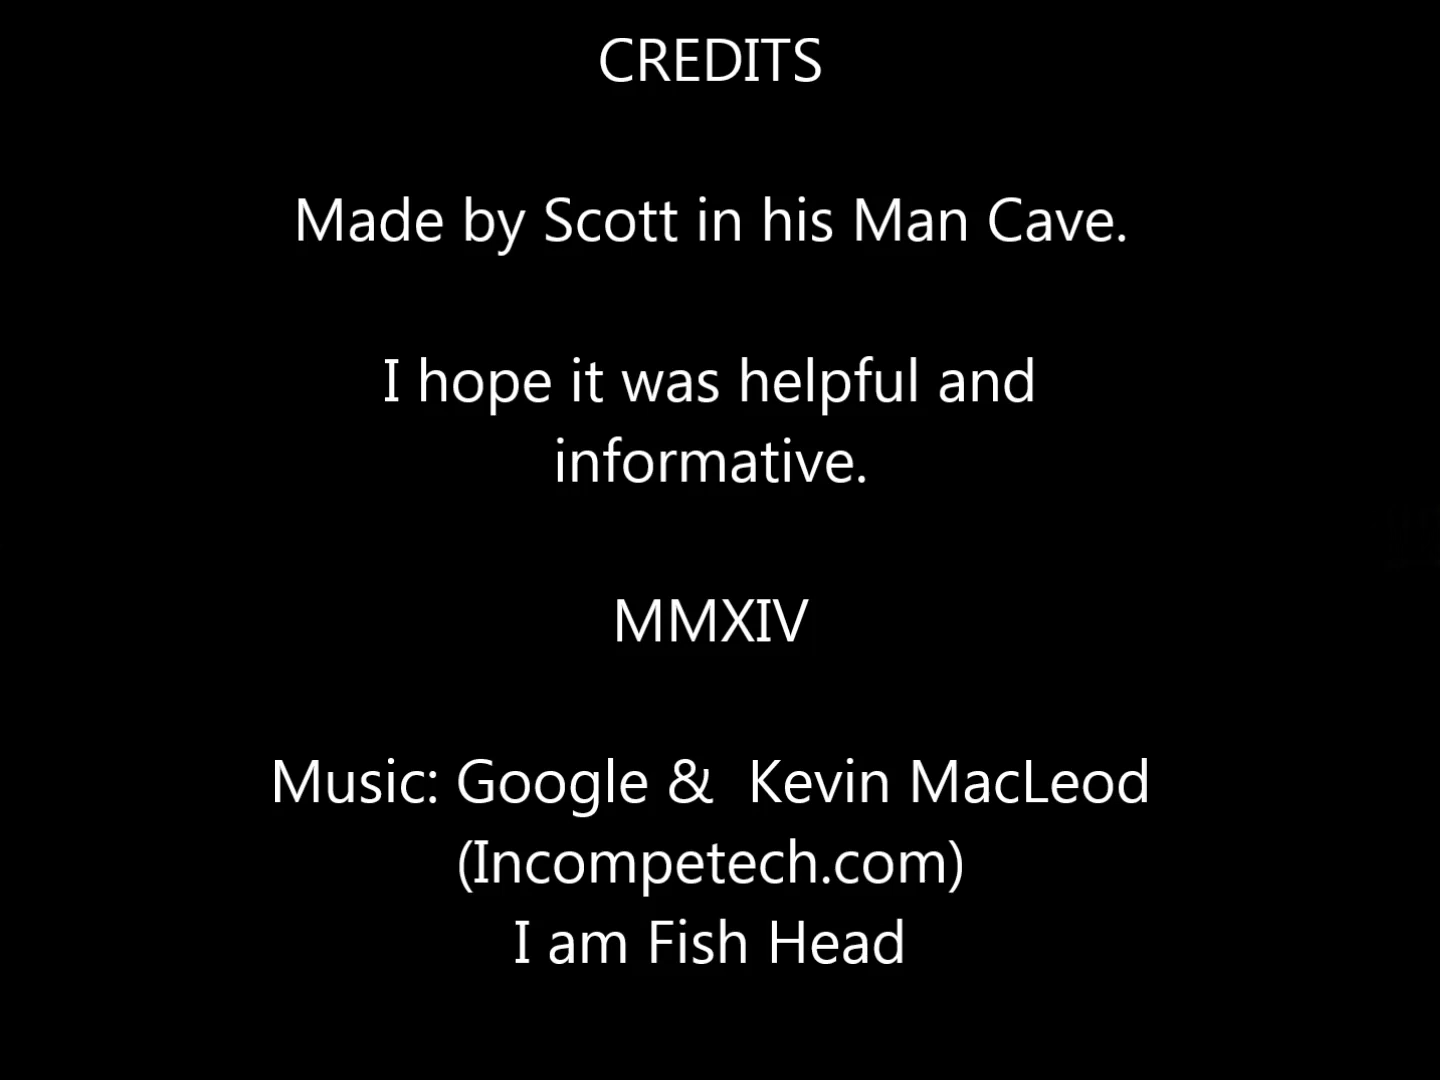 CREDITS
Made by Scott in his Man Cave.
I hope it was helpful and
informative.
MMXIV
Music: Google &  Kevin MacLeod
(Incompetech.com)
I am Fish Head